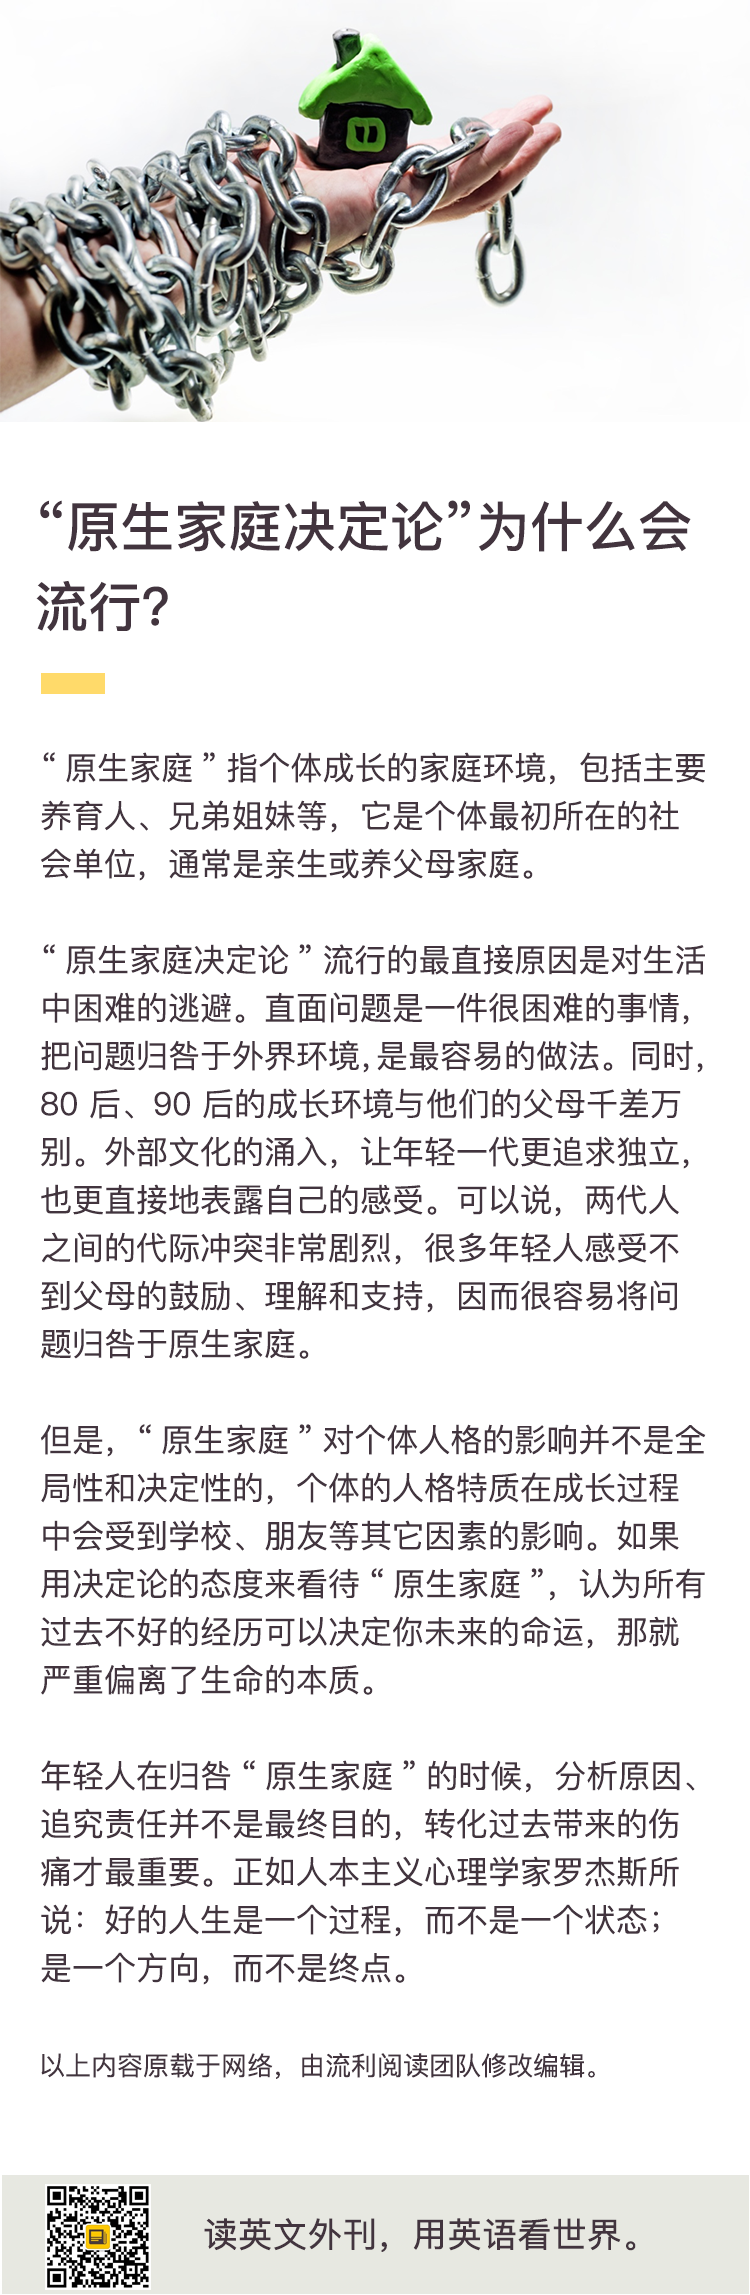 “原生家庭决定论”为什么会
流行？
“ 原生家庭 ” 指个体成长的家庭环境，包括主要
养育人、兄弟姐妹等，它是个体最初所在的社
会单位，通常是亲生或养父母家庭。
“ 原生家庭决定论 ” 流行的最直接原因是对生活
中困难的逃避。直面问题是一件很困难的事情，
把问题归咎于外界环境，是最容易的做法。同时，
80 后、90 后的成长环境与他们的父母千差万
别。外部文化的涌入，让年轻一代更追求独立，
也更直接地表露自己的感受。可以说，两代人
之间的代际冲突非常剧烈，很多年轻人感受不
到父母的鼓励、理解和支持，因而很容易将问
题归咎于原生家庭。
但是，“ 原生家庭 ” 对个体人格的影响并不是全
局性和决定性的，个体的人格特质在成长过程
中会受到学校、朋友等其它因素的影响。如果
用决定论的态度来看待 “ 原生家庭 ”，认为所有
过去不好的经历可以决定你未来的命运，那就
严重偏离了生命的本质。
年轻人在归咎 “ 原生家庭 ” 的时候，分析原因、
追究责任并不是最终目的，转化过去带来的伤
痛才最重要。正如人本主义心理学家罗杰斯所
说：好的人生是一个过程，而不是一个状态；
是一个方向，而不是终点。
以上内容原载于网络，由流利阅读团队修改编辑。
读英文外刊，用英语看世界。